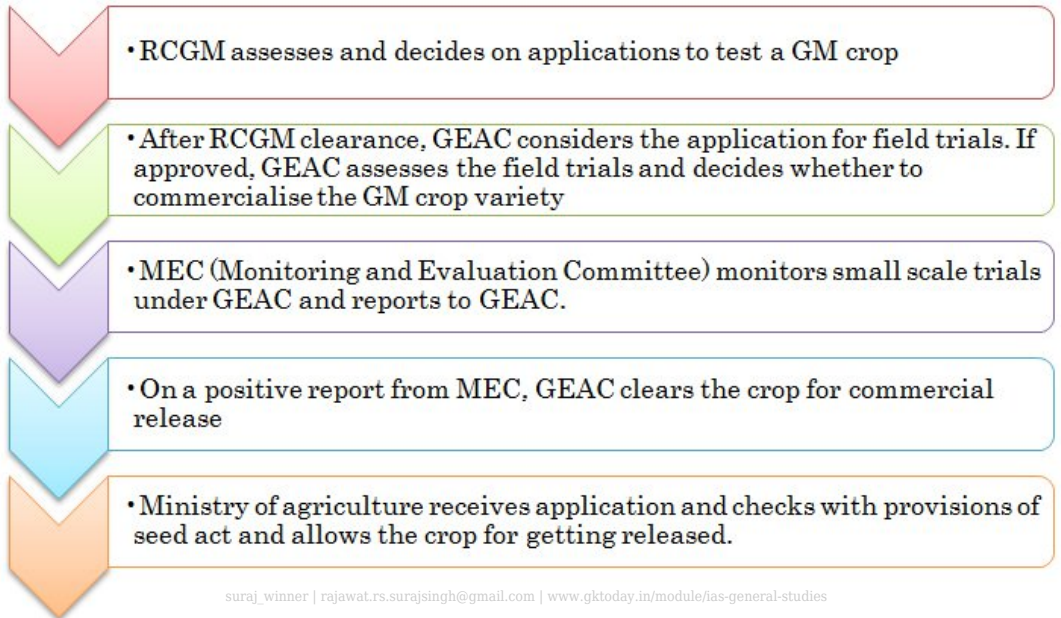 •RCGM assesses and decides on applications to test a GM crop
•After RCGM clearance, GEAC considers the application for field trials. If
approved, GEAC assesses the field trials and decides whether to
commercialise the GM crop variety
•MEC (Monitoring and Evaluation Committee) monitors small scale trials
under GEAC and reports to GEAC.
•On a positive report from MEC, GEAC clears the crop for commercial
release
•Ministry of agriculture receives application and checks with provisions of
seed act and allows the crop for getting released.
suraj_winner | rajawat.rs.surajsingh@gmail.com | www.gktoday.in/module/ias-general-studies